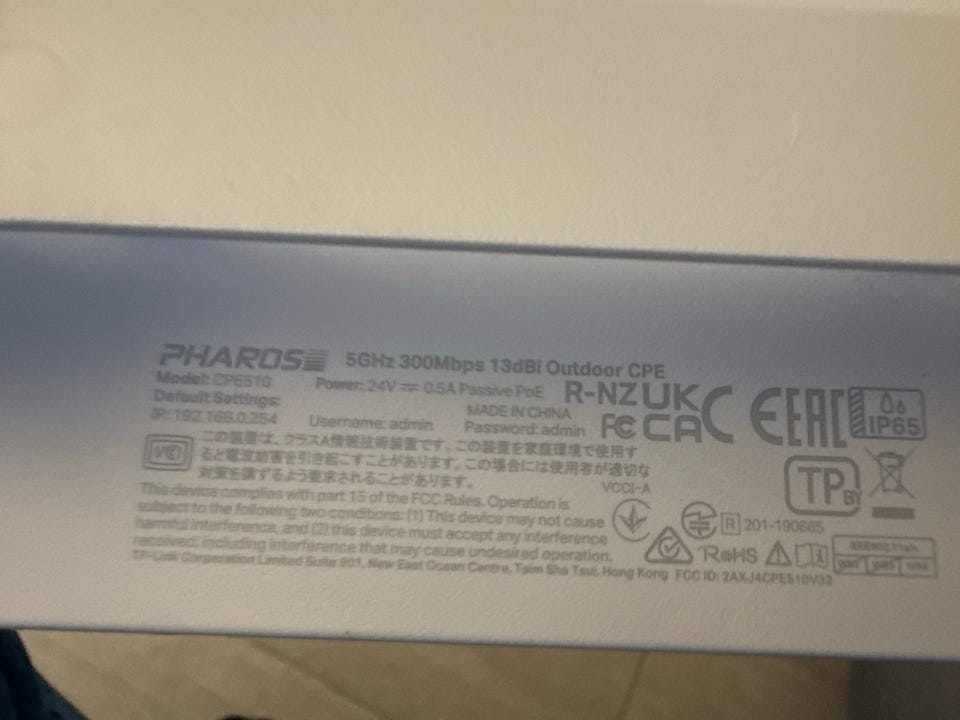 PHAROS 5GHz 300Mbps 13dBi Outdoor CPE
Model: CPE510 Power: 24V 0.5A Passive PoE
Default Settings: MADE IN CHINA
IP: 192.168.0.254 Username: admin Password: admin
R-NZ UK CA FC CE EAC IP65
この装置は、クラスA情報技術装置です。この装置を家庭環境で使用す
ると電波妨害を引き起こすことがあります。この場合には使用者が適切な
対策を講ずるよう要求されることがあります。 VCCI-A
TP BY
This device complies with part 15 of the FCC Rules. Operation is
subject to the following two conditions: (1) This device may not cause
harmful interference, and (2) this device must accept any interference
received, including interference that may cause undesired operation.
R 201-190665
RoHS
TP-Link Corporation Limited Suite 901, New East Ocean Centre, Tsim Sha Tsui, Hong Kong FCC ID: 2AXJ4CPE510V32